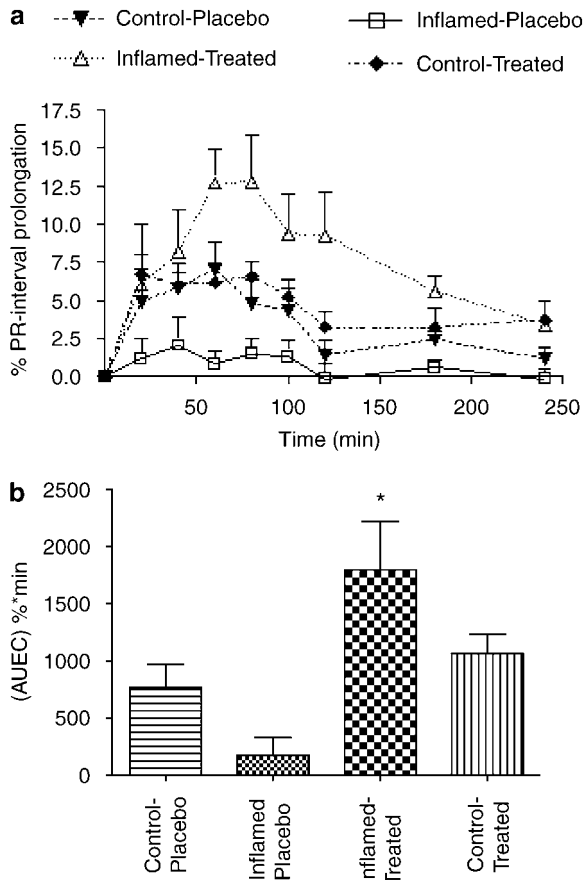 a
Control-Placebo
Inflamed-Placebo
Inflamed-Treated
Control-Treated
% PR-interval prolongation
17.5
15.0
12.5
10.0
7.5
5.0
2.5
0.0
50 100 150 200 250
Time (min)
b
(AUEC) %*min
2500
2000
1500
1000
500
0
*
Control-
Placebo
Inflamed
Placebo
Inflamed-
Treated
Control-
Treated